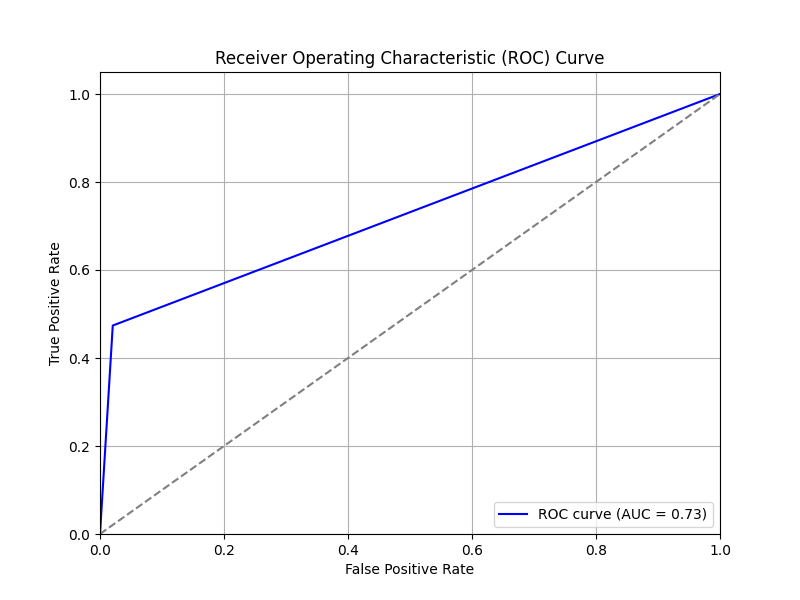 Receiver Operating Characteristic (ROC) Curve
1.0
0.8
0.6
0.4
0.2
0.0
True Positive Rate
ROC curve (AUC = 0.73)
0.0 0.2 0.4 0.6 0.8 1.0
False Positive Rate